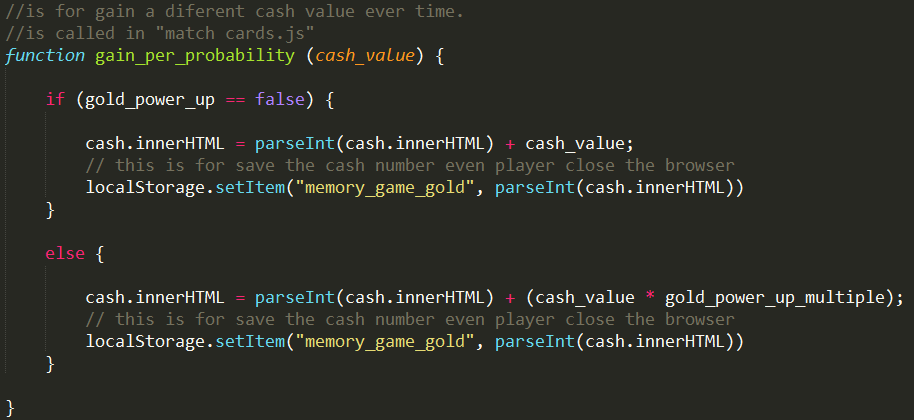 //is for gain a diferent cash value ever time.
//is called in "match cards.js"
function gain_per_probability (cash_value) {
if (gold_power_up == false) {
cash.innerHTML = parseInt(cash.innerHTML) + cash_value;
// this is for save the cash number even player close the browser
localStorage.setItem("memory_game_gold", parseInt(cash.innerHTML))
}
else {
cash.innerHTML = parseInt(cash.innerHTML) + (cash_value * gold_power_up_multiple);
// this is for save the cash number even player close the browser
localStorage.setItem("memory_game_gold", parseInt(cash.innerHTML))
}
}